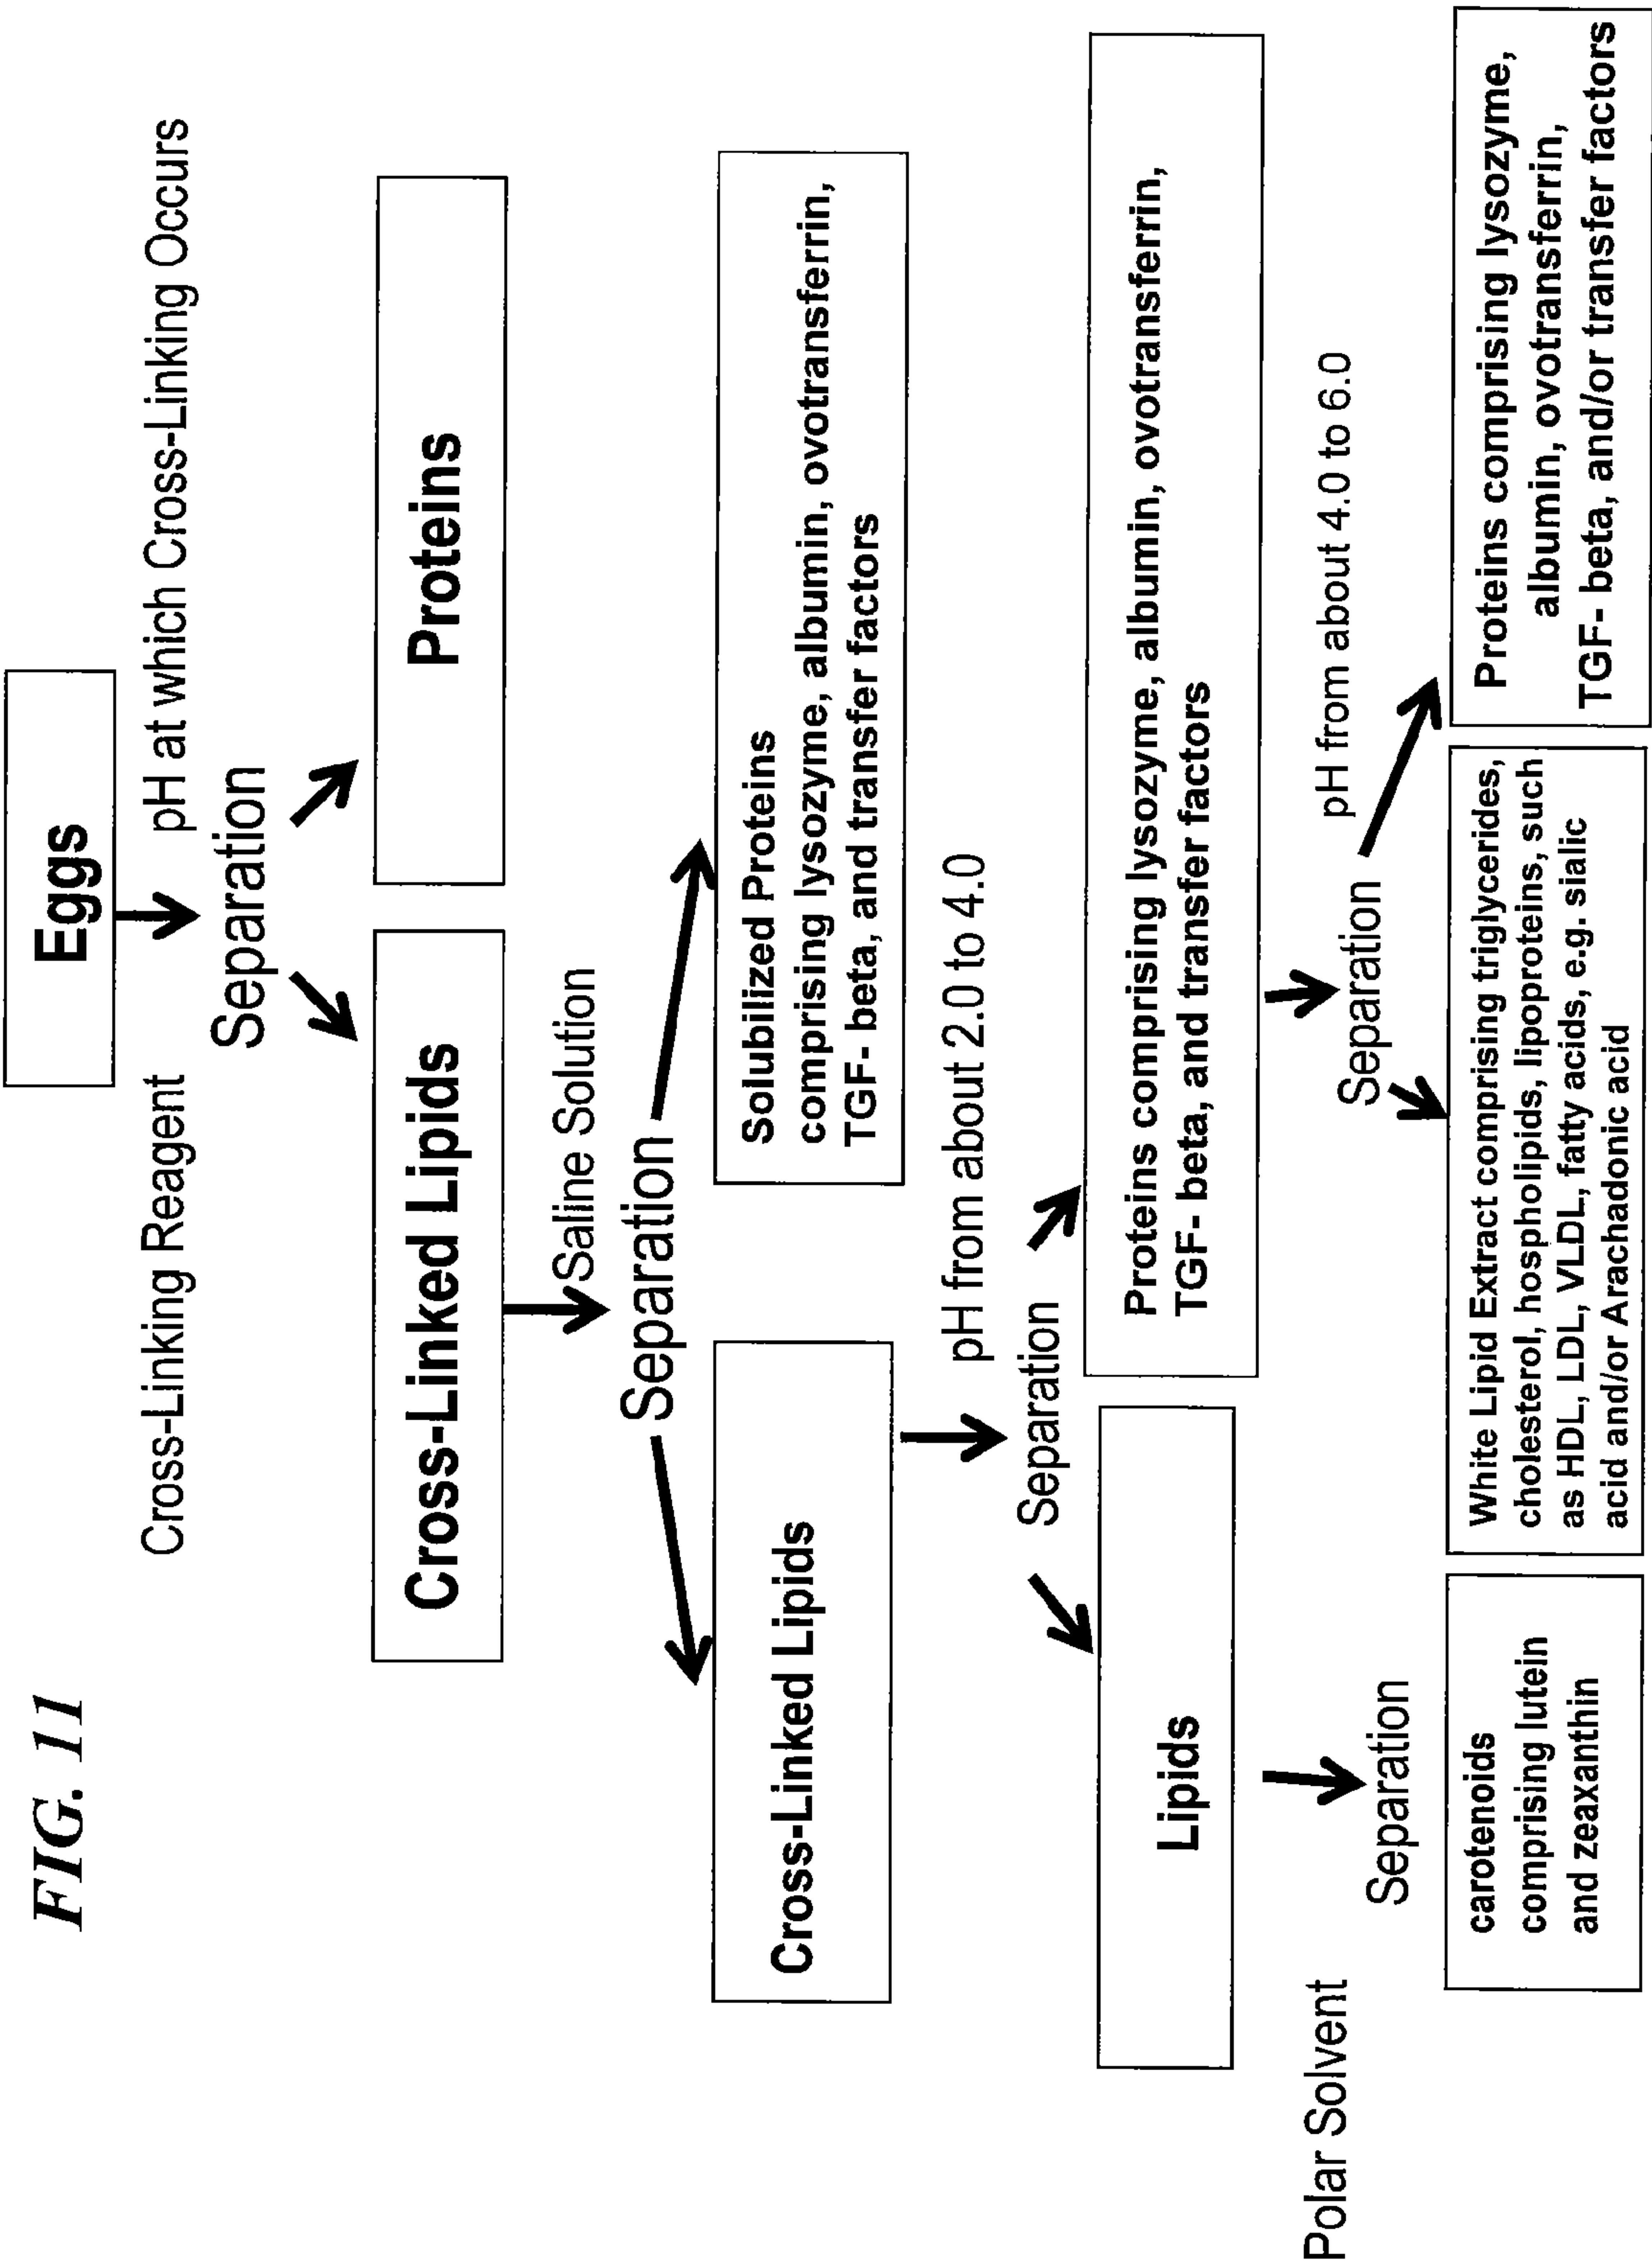 FIG. 11
Eggs
Cross-Linking Reagent
pH at which Cross-Linking Occurs
Separation
Cross-Linked Lipids
Proteins
Saline Solution
Separation
Cross-Linked Lipids
Solubilized Proteins
comprising lysozyme, albumin, ovotransferrin,
TGF- beta, and transfer factors
pH from about 2.0 to 4.0
Separation
Lipids
Proteins comprising lysozyme, albumin, ovotransferrin,
TGF- beta, and transfer factors
Polar Solvent
Separation
pH from about 4.0 to 6.0
Separation
carotenoids
comprising lutein
and zeaxanthin
White Lipid Extract comprising triglycerides,
cholesterol, hospholipids, lipoproteins, such
as HDL, LDL, VLDL, fatty acids, e.g. sialic
acid and/or Arachadonic acid
Proteins comprising lysozyme,
albumin, ovotransferrin,
TGF- beta, and/or transfer factors